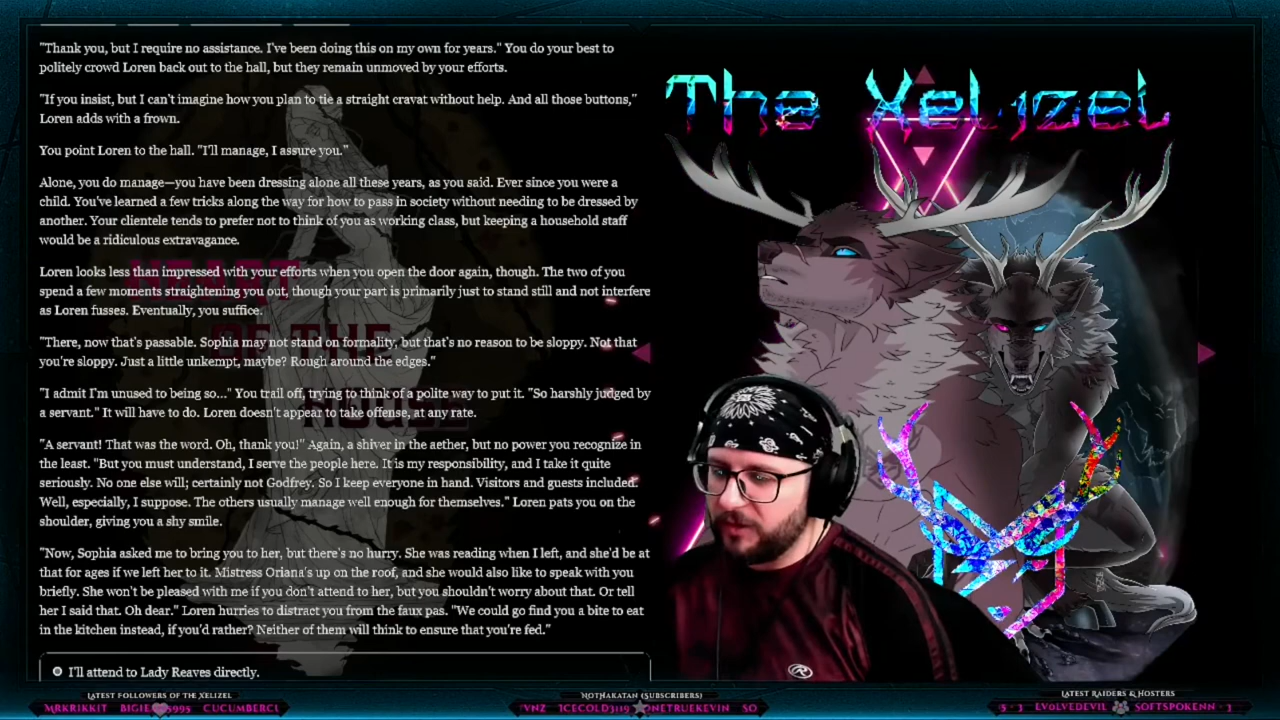 "Thank you, but I require no assistance. I've been doing this on my own for years." You do your best to
politely crowd Loren back out to the hall, but they remain unmoved by your efforts.
"If you insist, but I can't imagine how you plan to tie a straight cravat without help. And all those buttons,"
Loren adds with a frown.
You point Loren to the hall. "I'll manage, I assure you."
Alone, you do manage—you have been dressing alone all these years, as you said. Ever since you were a
child. You've learned a few tricks along the way for how to pass in society without needing to be dressed by
another. Your clientele tends to prefer not to think of you as working class, but keeping a household staff
would be a ridiculous extravagance.
Loren looks less than impressed with your efforts when you open the door again, though. The two of you
spend a few moments straightening you out, though your part is primarily just to stand still and not interfere
as Loren fusses. Eventually, you suffice.
"There, now that's passable. Sophia may not stand on formality, but that's no reason to be sloppy. Not that
you're sloppy. Just a little unkempt, maybe? Rough around the edges."
"I admit I'm unused to being so..." You trail off, trying to think of a polite way to put it. "So harshly judged by
a servant." It will have to do. Loren doesn't appear to take offense, at any rate.
"A servant! That was the word. Oh, thank you!" Again, a shiver in the aether, but no power you recognize in
the least. "But you must understand, I serve the people here. It is my responsibility, and I take it quite
seriously. No one else will; certainly not Godfrey. So I keep everyone in hand. Visitors and guests included.
Well, especially, I suppose. The others usually manage well enough for themselves." Loren pats you on the
shoulder, giving you a shy smile.
"Now, Sophia asked me to bring you to her, but there's no hurry. She was reading when I left, and she'd be at
that for ages if we left her to it. Mistress Oriana's up on the roof, and she would also like to speak with you
briefly. She won't be pleased with me if you don't attend to her, but you shouldn't worry about that. Or tell
her I said that. Oh dear." Loren hurries to distract you from the faux pas. "We could go find you a bite to eat
in the kitchen instead, if you'd rather? Neither of them will think to ensure that you're fed."
I'll attend to Lady Reaves directly.
HEART
OF THE
HOUSE
The Xelizel
Latest Followers of The Xelizel
MrKrikkit
CucumberCl
NotHakatan (Subscribers)
IceCold3119
OneTrueKevin
SO
Latest Raiders & Hosters
Lv0lvedEvil
SoftSpokenn - 3